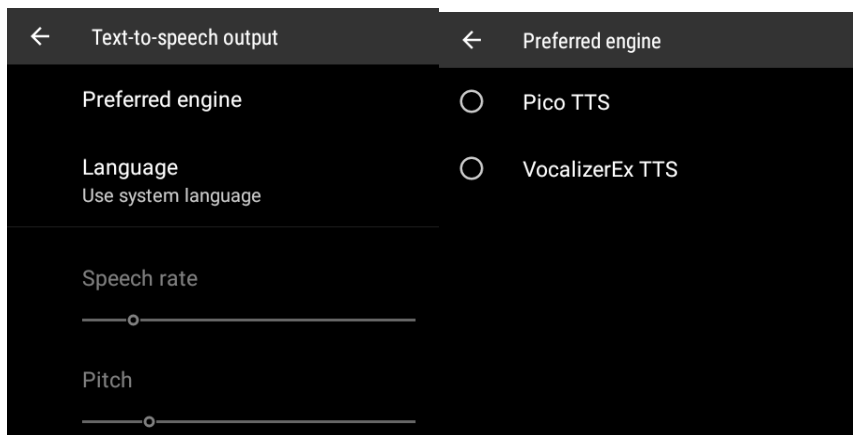 Text-to-speech output
Preferred engine
Language
Use system language
Speech rate
Pitch
Preferred engine
Pico TTS
VocalizerEx TTS